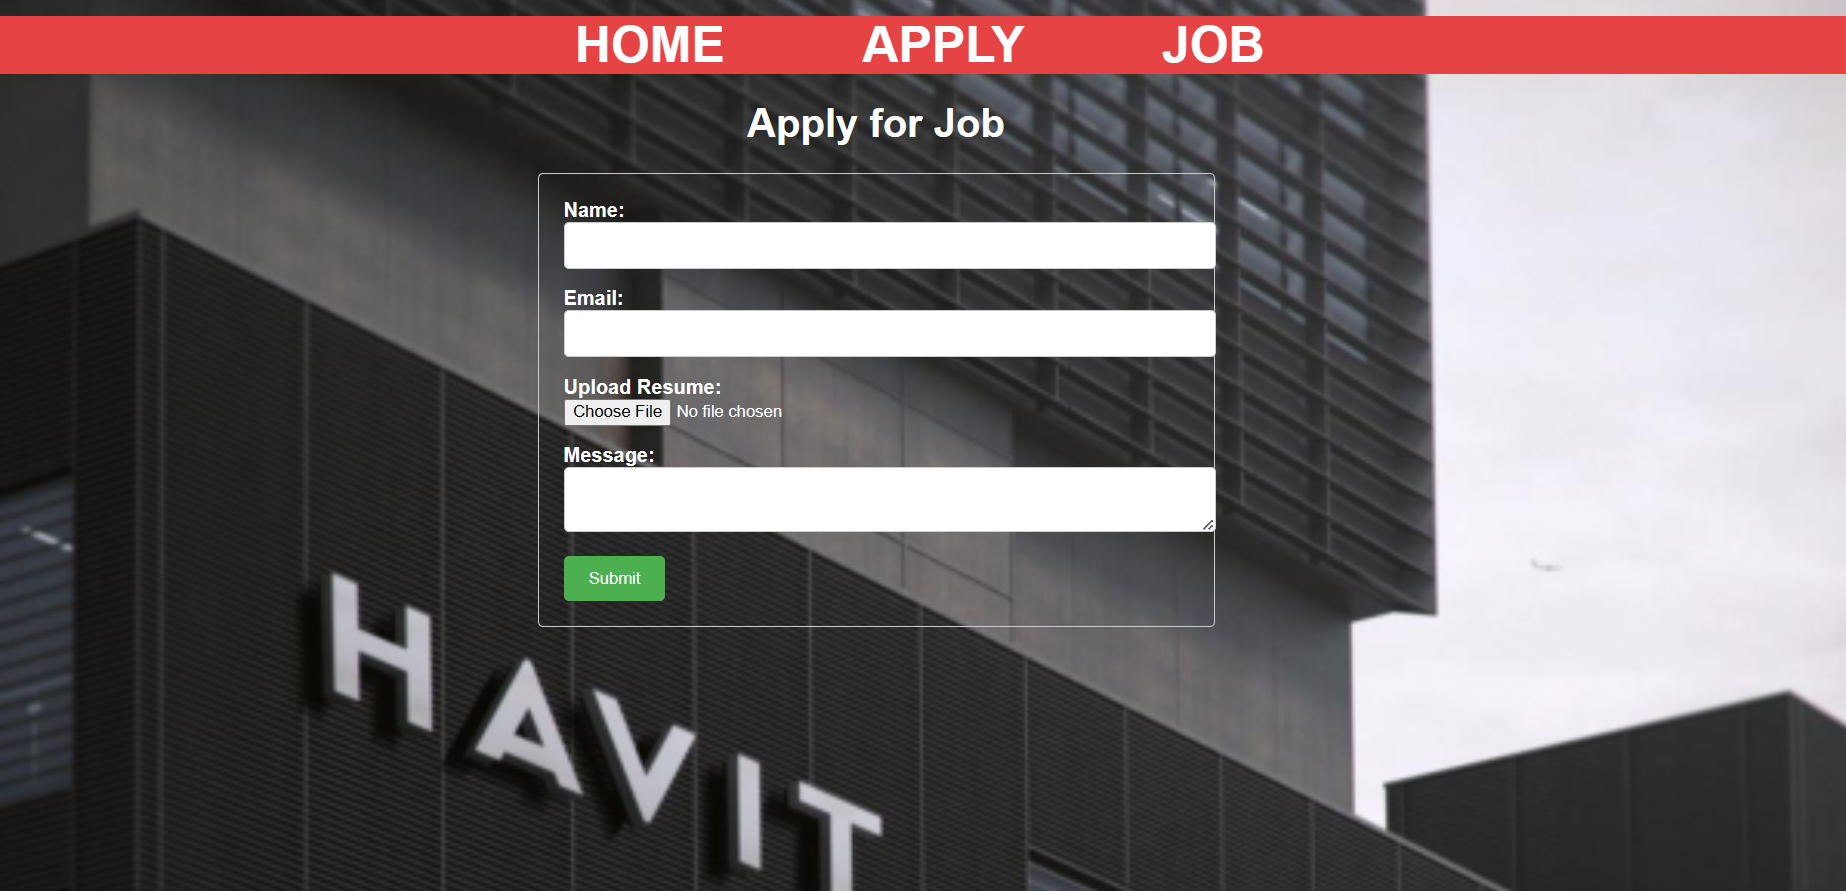 HOME APPLY JOB
Apply for Job
Name:
Email:
Upload Resume:
Choose File No file chosen
Message:
Submit
HAVIT